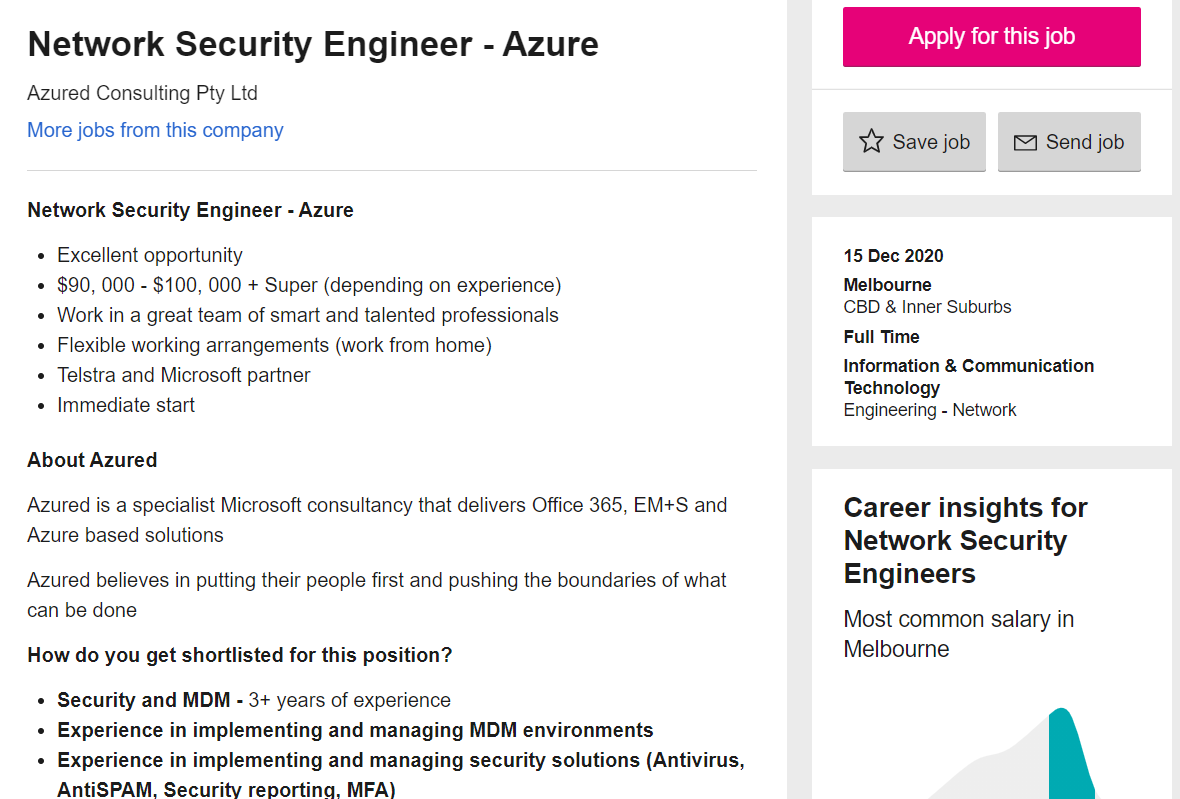 Network Security Engineer - Azure
Azured Consulting Pty Ltd
More jobs from this company
Network Security Engineer - Azure
Excellent opportunity
$90, 000 - $100, 000 + Super (depending on experience)
Work in a great team of smart and talented professionals
Flexible working arrangements (work from home)
Telstra and Microsoft partner
Immediate start
About Azured
Azured is a specialist Microsoft consultancy that delivers Office 365, EM+S and
Azure based solutions
Azured believes in putting their people first and pushing the boundaries of what
can be done
How do you get shortlisted for this position?
Security and MDM - 3+ years of experience
Experience in implementing and managing MDM environments
Experience in implementing and managing security solutions (Antivirus,
AntiSPAM, Security reporting, MFA)
Apply for this job
Save job
Send job
15 Dec 2020
Melbourne
CBD & Inner Suburbs
Full Time
Information & Communication
Technology
Engineering - Network
Career insights for
Network Security
Engineers
Most common salary in
Melbourne